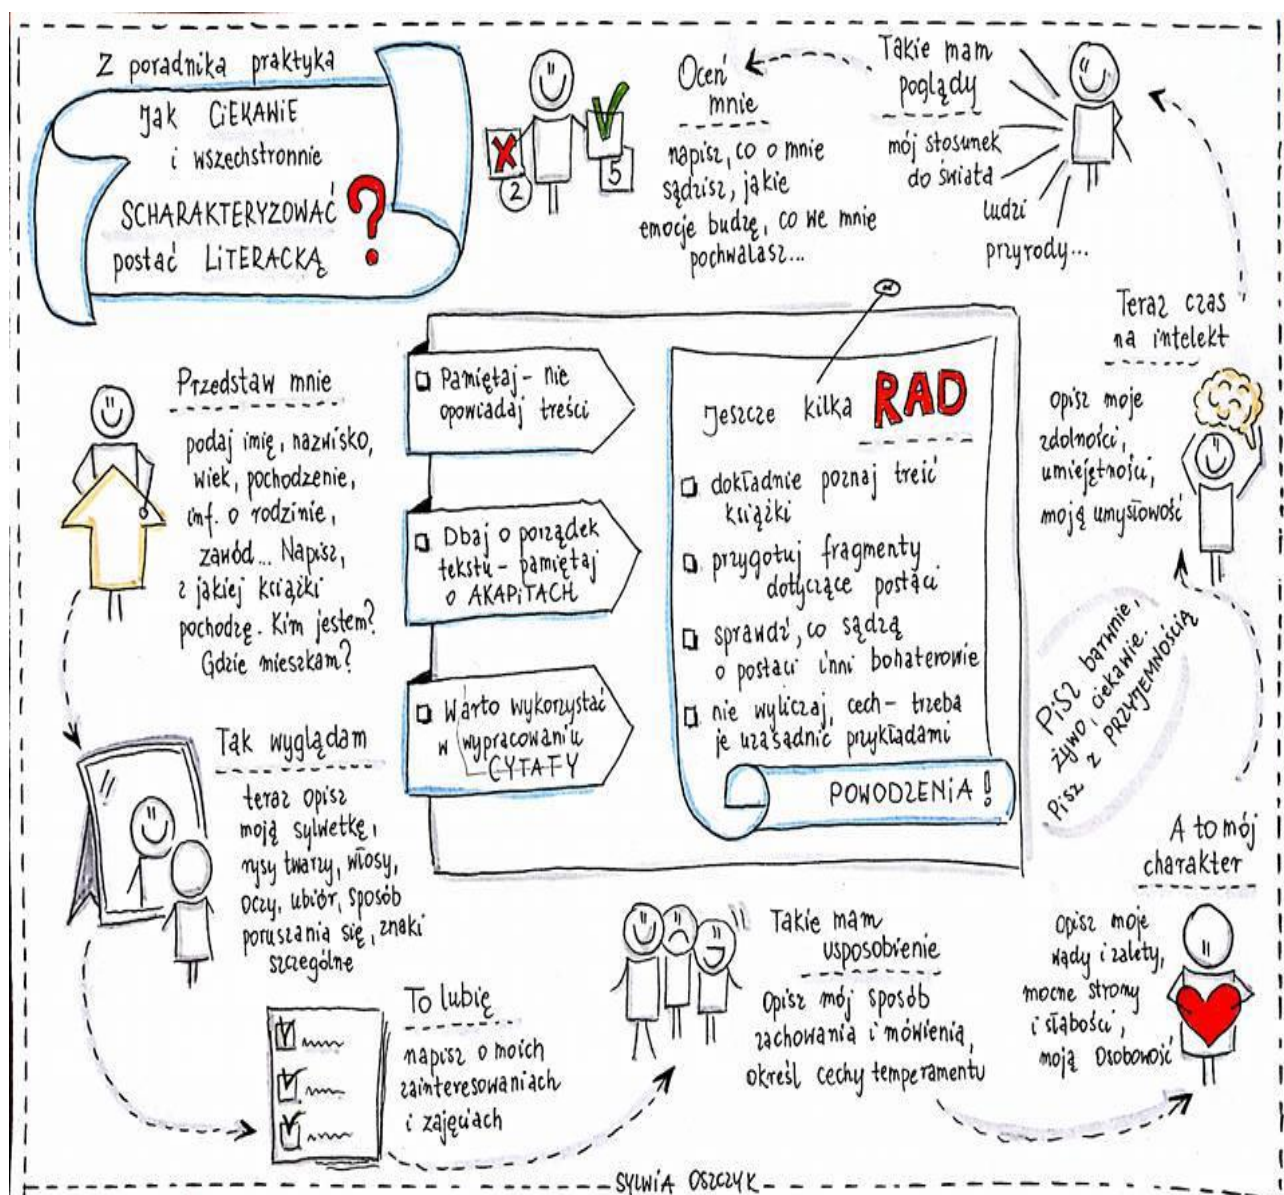 Z poradnika praktyka
Jak CIEKAWIE
i wszechstronnie
SCHARAKTERYZOWAĆ
postać LITERACKĄ
?
X
2
5
Oceń
mnie
napisz, co o mnie
sądzisz, jakie
emocje budzę, co we mnie
pochwalasz...
Takie mam
poglądy
mój stosunek
do świata
ludzi
przyrody...
Przedstaw mnie
podaj imię, nazwisko,
wiek, pochodzenie,
inf. o rodzinie,
zawód... Napisz,
z jakiej książki
pochodzę. Kim jestem?
Gdzie mieszkam?
Tak wyglądam
teraz opisz
moją sylwetkę,
rysy twarzy, włosy,
oczy, ubiór, sposób
poruszania się, znaki
szczególne
To lubię
napisz o moich
zainteresowaniach
i zajęciach
Takie mam
usposobienie
Opisz mój sposób
zachowania i mówienia,
określ cechy temperamentu
A to mój
charakter
Opisz moje
wady i zalety,
mocne strony
i słabości,
moją osobowość
Teraz czas
na intelekt
Opisz moje
zdolności,
umiejętności,
moją umysłowość
Pamiętaj - nie
opowiadaj treści
Dbaj o porządek
tekstu - pamiętaj
o AKAPITACH
Warto wykorzystać
w wypracowaniu
CYTATY
Jeszcze kilka RAD
dokładnie poznaj treść
książki
przygotuj fragmenty
dotyczące postaci
sprawdź, co sądzą
o postaci inni bohaterowie
nie wyliczaj, cech - trzeba
je uzasadnić przykładami
POWODZENIA!
PISZ barwnie,
żywo, ciekawie.
Pisz z PRZYJEMNOŚCIĄ
SYLWIA OSZCZYK